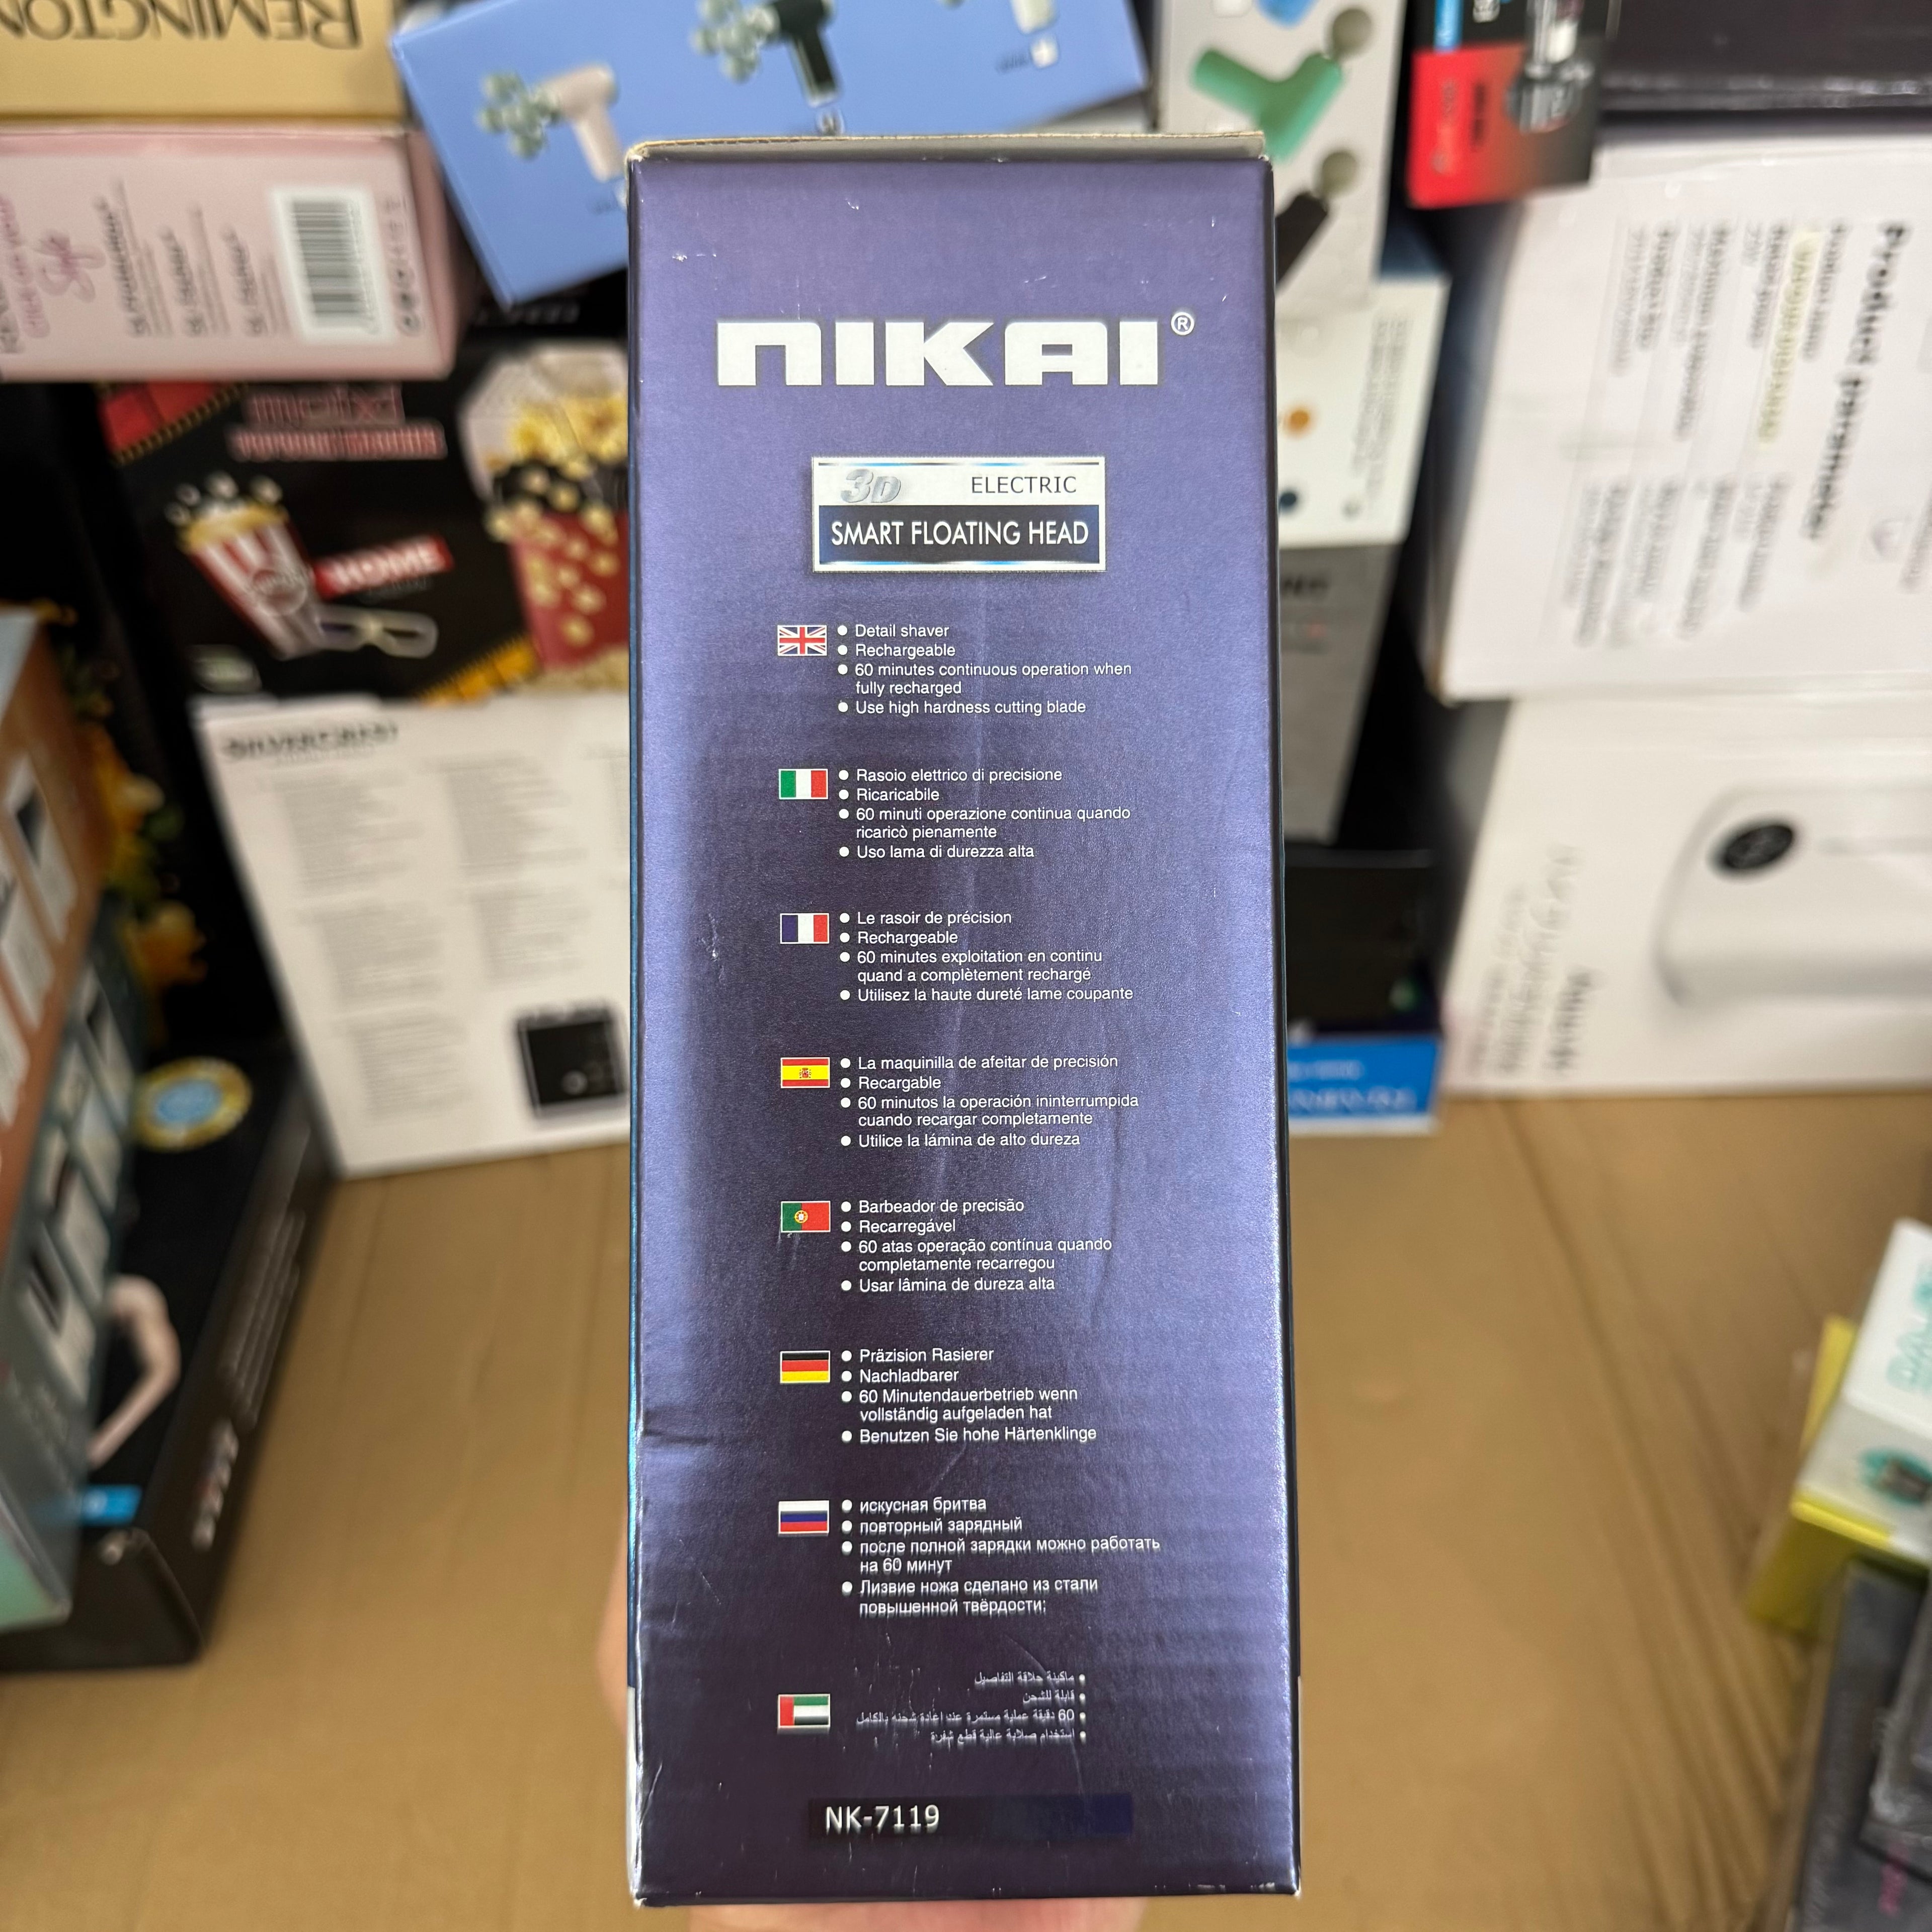 REMINGTON
NIKAI®
3D ELECTRIC
SMART FLOATING HEAD
Detail shaver
Rechargeable
60 minutes continuous operation when
fully recharged
Use high hardness cutting blade
Rasoio elettrico di precisione
Ricaricabile
60 minuti operazione continua quando
ricaricò pienamente
Uso lama di durezza alta
Le rasoir de précision
Rechargeable
60 minutes exploitation en continu
quand a complètement rechargé
Utilisez la haute dureté lame coupante
La maquinilla de afeitar de precisión
Recargable
60 minutos la operación ininterrumpida
cuando recargar completamente
Utilice la lámina de alto dureza
Barbeador de precisão
Recarregável
60 atas operação contínua quando
completamente recarregou
Usar lâmina de dureza alta
Präzision Rasierer
Nachladbarer
60 Minutendauerbetrieb wenn
vollständig aufgeladen hat
Benutzen Sie hohe Härtenklinge
искусная бритва
повторный зарядный
после полной зарядки можно работать
на 60 минут
Лизвие ножа сделано из стали
повышенной твёрдости;
ماكينة حلاقة التفاصيل
قابلة للشحن
60 دقيقة عملية مستمرة عند اعادة شحنه بالكامل
استخدام صلابة عالية قطع شفرة
NK-7119
HOME
SILVERCREST
Product parameter